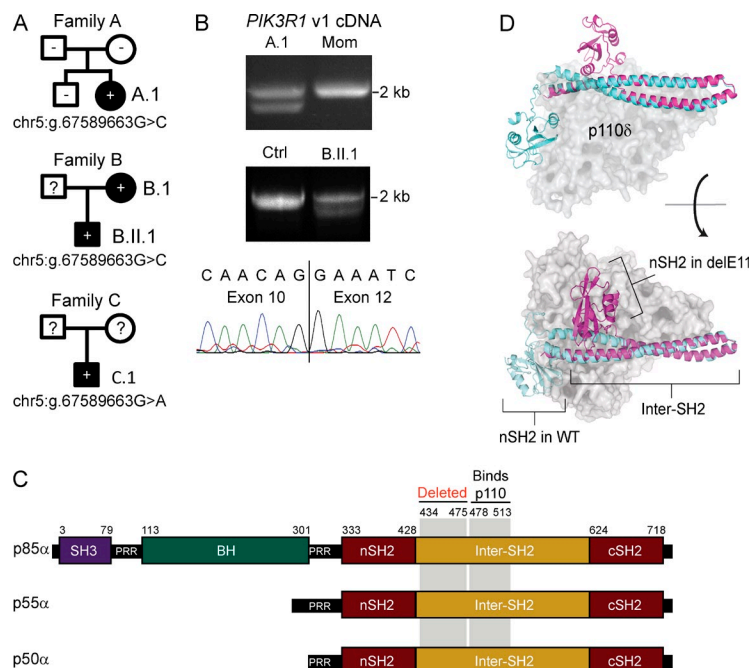 A
Family A
-
-
-
+
A.1
chr5:g.67589663G>C
Family B
?
+
B.1
+
B.II.1
chr5:g.67589663G>C
Family C
?
?
+
C.1
chr5:g.67589663G>A
B
PIK3R1 v1 cDNA
A.1 Mom
2 kb
Ctrl B.II.1
2 kb
C A A C A G G A A A T C
Exon 10 Exon 12
D
p110δ
nSH2 in delE11
Inter-SH2
nSH2 in WT
C
Binds
Deleted p110
3 79 113 301 333 428 434 475 478 513 624 718
p85α SH3 PRR BH PRR nSH2 Inter-SH2 cSH2
p55α PRR nSH2 Inter-SH2 cSH2
p50α PRR nSH2 Inter-SH2 cSH2